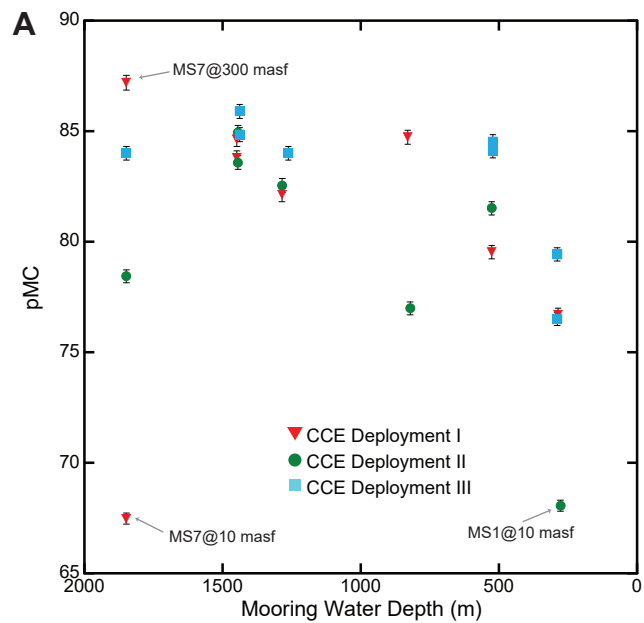 A
90
MS7@300 masf
85
80
pMC
75
CCE Deployment I
70
CCE Deployment II
CCE Deployment III
MS7@10 masf
MS1@10 masf
65
2000
1500
1000
500
0
Mooring Water Depth (m)